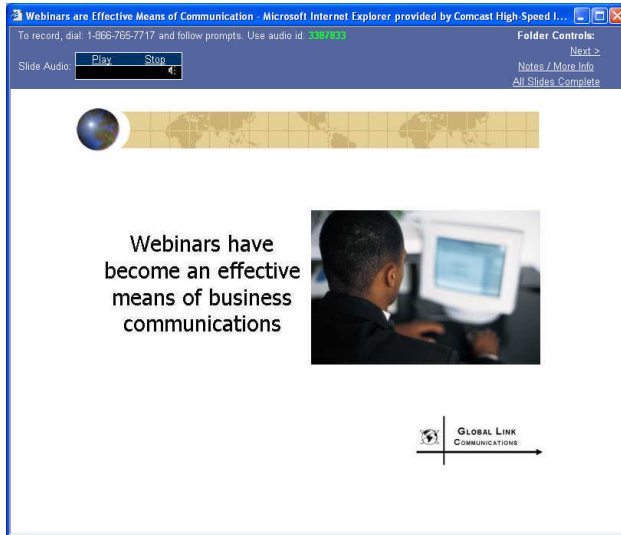 Webinars are Effective Means of Communication - Microsoft Internet Explorer provided by Comcast High-Speed I...
To record, dial: 1-866-765-7717 and follow prompts. Use audio id: 3387833
Folder Controls:
Next >
Slide Audio:
Play Stop
Notes / More Info
All Slides Complete
Webinars have
become an effective
means of business
communications
GLOBAL LINK
COMMUNICATIONS